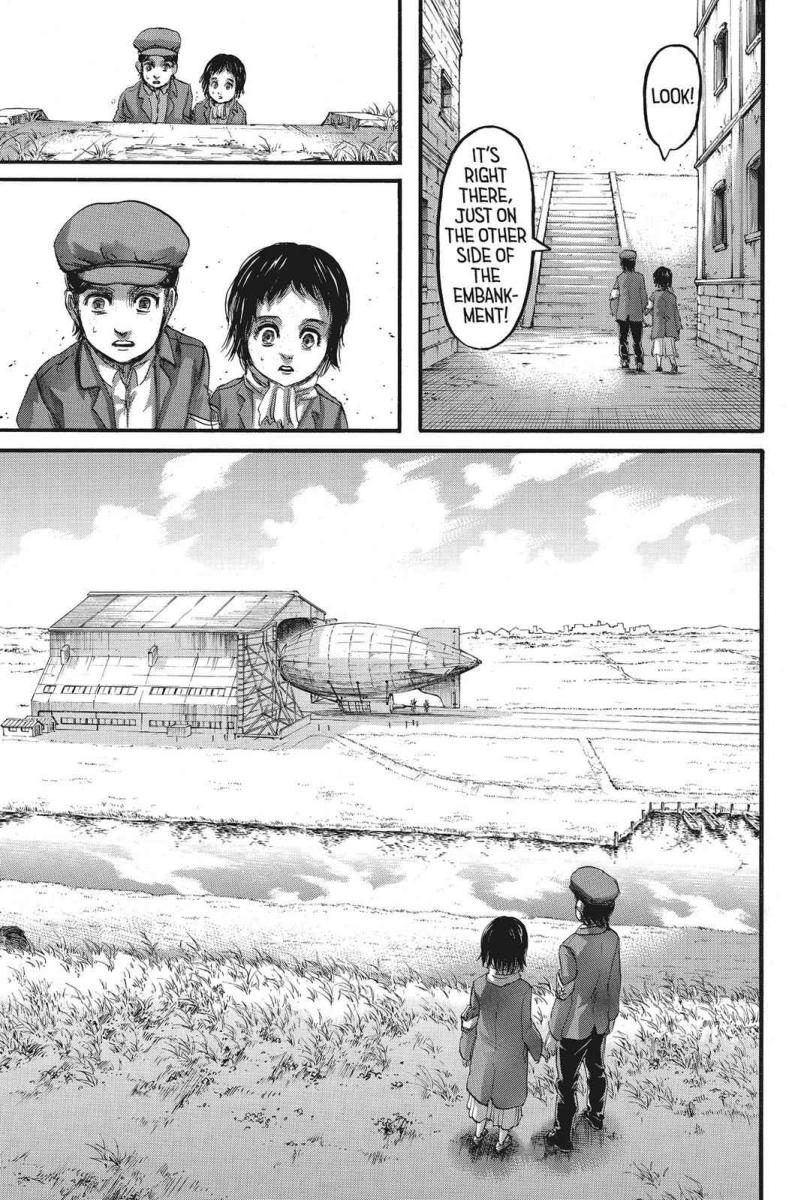 LOOK!
IT'S
RIGHT
THERE,
JUST ON
THE OTHER
SIDE OF
THE
EMBANK-
MENT!